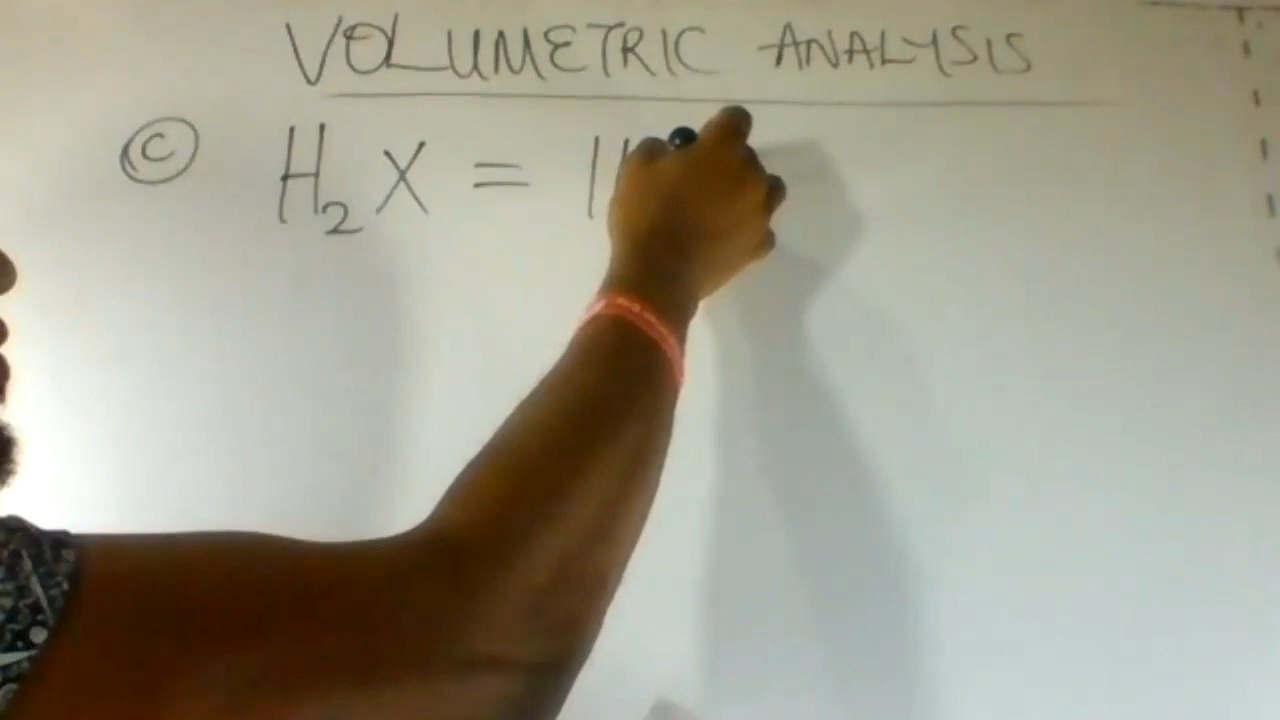 VOLUMETRIC ANALYSIS
Ⓒ H₂X =